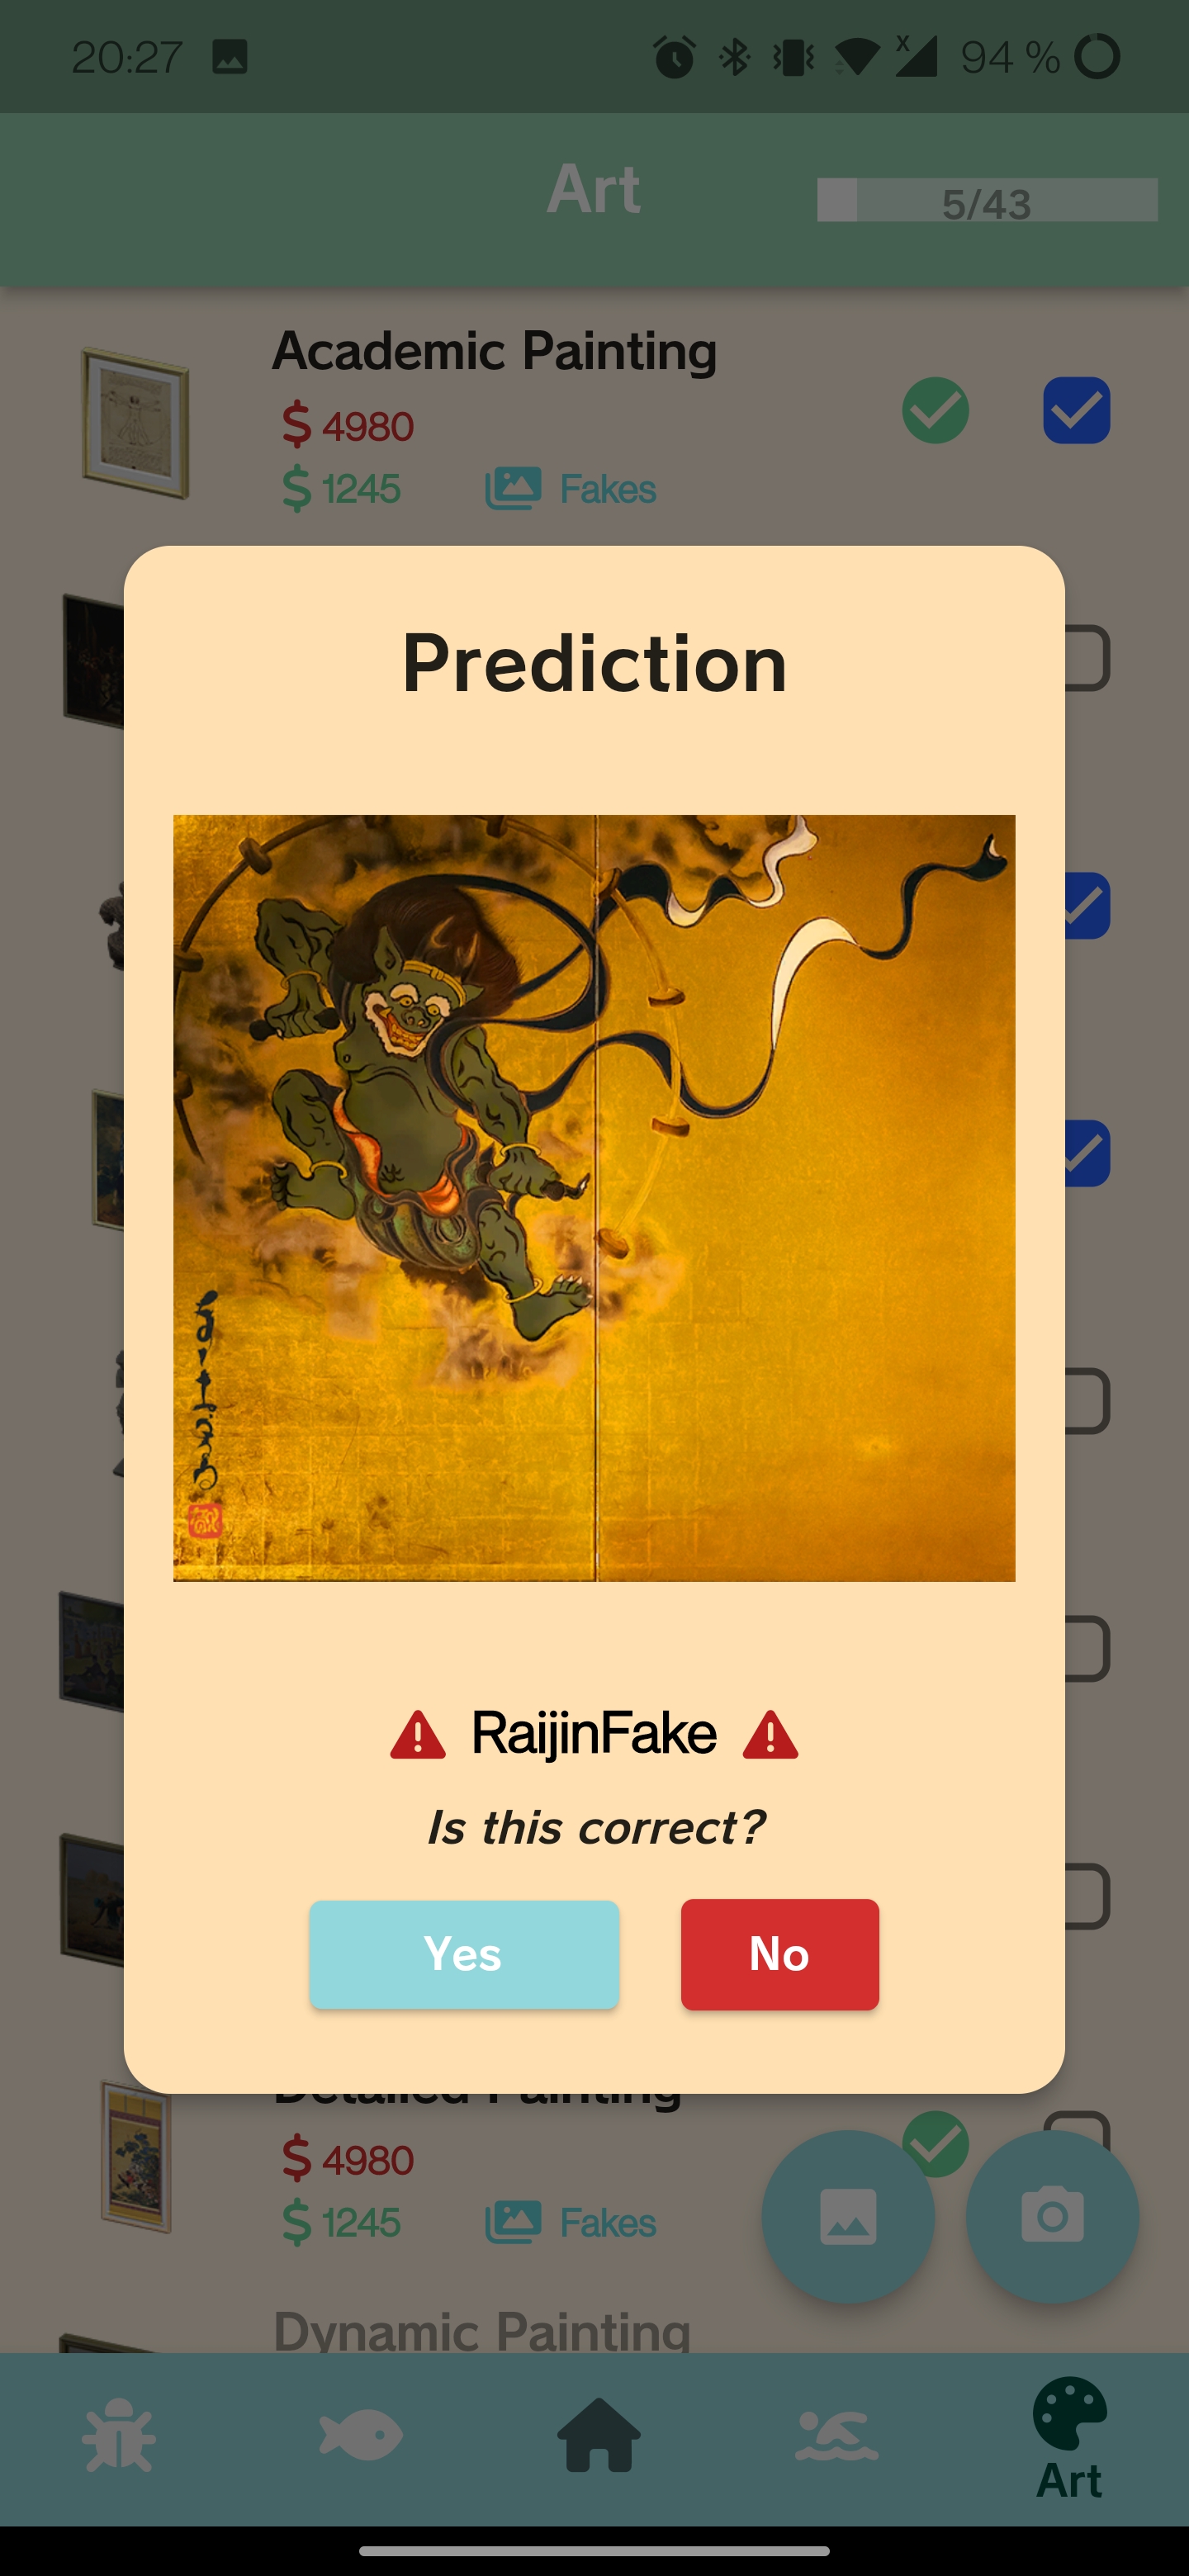 20:27
94 %
Art
5/43
Academic Painting
$ 4980
$ 1245
Fakes
Prediction
RaijinFake
Is this correct?
Yes
No
Detailed Painting
$ 4980
$ 1245
Fakes
Dynamic Painting
Art